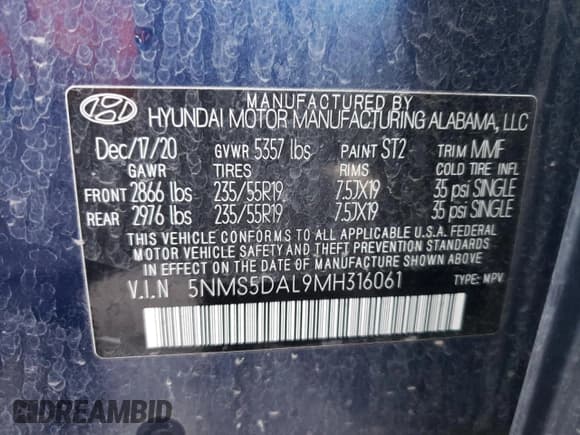 MANUFACTURED BY
HYUNDAI MOTOR MANUFACTURING ALABAMA, LLC
Dec/17/20 GVWR 5357 lbs PAINT ST2 TRIM MMF
GAWR TIRES RIMS COLD TIRE INFL
FRONT 2866 lbs 235/55R19 7.5JX19 35 psi SINGLE
REAR 2976 lbs 235/55R19 7.5JX19 35 psi SINGLE
THIS VEHICLE CONFORMS TO ALL APPLICABLE U.S.A. FEDERAL
MOTOR VEHICLE SAFETY AND THEFT PREVENTION STANDARDS
IN EFFECT ON THE DATE OF MANUFACTURE SHOWN ABOVE.
V.I.N 5NMS5DAL9MH316061 TYPE: MPV
DREAMBID